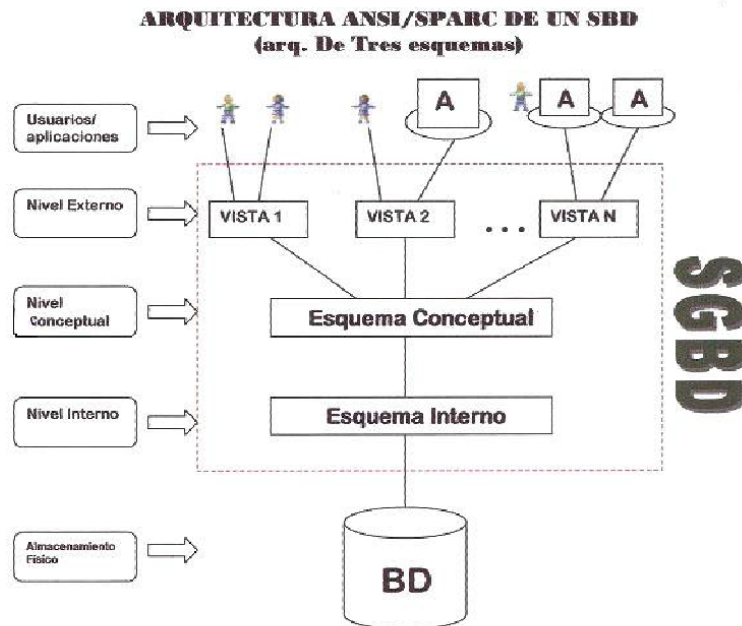 ARQUITECTURA ANSI/SPARC DE UN SBD
(arq. De Tres esquemas)
Usuarios/
aplicaciones
A
A
A
Nivel Externo
VISTA 1
VISTA 2
. . .
VISTA N
Nivel
Conceptual
Esquema Conceptual
SGBD
Nivel Interno
Esquema Interno
Almacenamiento
Físico
BD